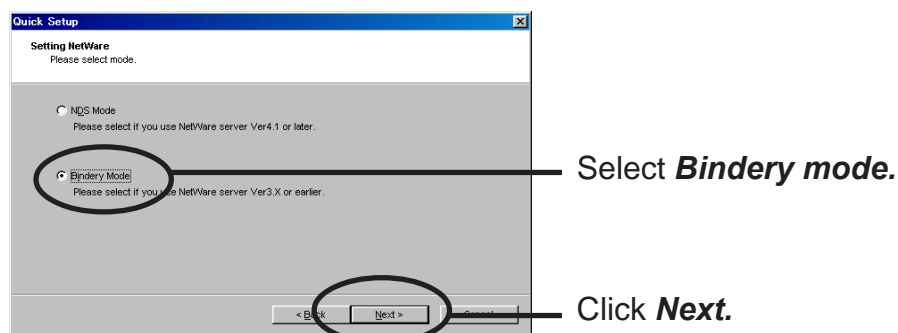 Quick Setup
Setting NetWare
Please select mode.
NDS Mode
Please select if you use NetWare server Ver4.1 or later.
Bindery Mode
Please select if you use NetWare server Ver3.X or earlier.
Select Bindery mode.
< Back Next > Cancel
Click Next.